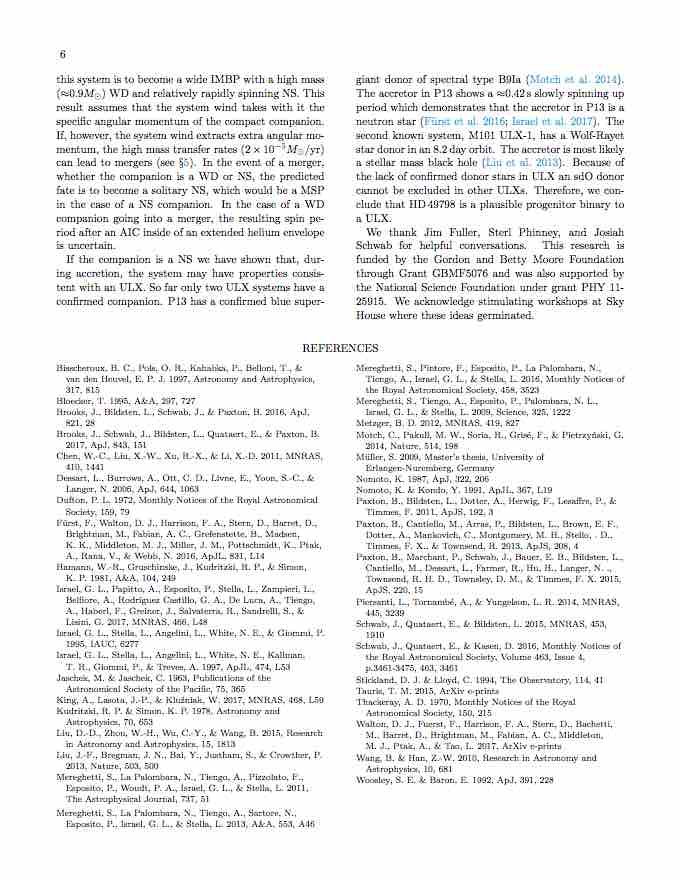 6
this system is to become a wide IMBP with a high mass
(≈0.9M⊙) WD and relatively rapidly spinning NS. This
result assumes that the system wind takes with it the
specific angular momentum of the compact companion.
If, however, the system wind extracts extra angular mo-
mentum, the high mass transfer rates (2 × 10⁻⁵M⊙/yr)
can lead to mergers (see §5). In the event of a merger,
whether the companion is a WD or NS, the predicted
fate is to become a solitary NS, which would be a MSP
in the case of a NS companion. In the case of a WD
companion going into a merger, the resulting spin pe-
riod after an AIC inside of an extended helium envelope
is uncertain.
If the companion is a NS we have shown that, dur-
ing accretion, the system may have properties consis-
tent with an ULX. So far only two ULX systems have a
confirmed companion. P13 has a confirmed blue super-
giant donor of spectral type B9Ia (Motch et al. 2014).
The accretor in P13 shows a ≈0.42 s slowly spinning up
period which demonstrates that the accretor in P13 is a
neutron star (Fürst et al. 2016; Israel et al. 2017). The
second known system, M101 ULX-1, has a Wolf-Rayet
star donor in an 8.2 day orbit. The accretor is most likely
a stellar mass black hole (Liu et al. 2013). Because of
the lack of confirmed donor stars in ULX an sdO donor
cannot be excluded in other ULXs. Therefore, we con-
clude that HD 49798 is a plausible progenitor binary to
a ULX.
We thank Jim Fuller, Sterl Phinney, and Josiah
Schwab for helpful conversations. This research is
funded by the Gordon and Betty Moore Foundation
through Grant GBMF5076 and was also supported by
the National Science Foundation under grant PHY 11-
25915. We acknowledge stimulating workshops at Sky
House where these ideas germinated.
REFERENCES
Bisscheroux, B. C., Pols, O. R., Kahabka, P., Belloni, T., &
van den Heuvel, E. P. J. 1997, Astronomy and Astrophysics,
317, 815
Bloecker, T. 1995, A&A, 297, 727
Brooks, J., Bildsten, L., Schwab, J., & Paxton, B. 2016, ApJ,
821, 28
Brooks, J., Schwab, J., Bildsten, L., Quataert, E., & Paxton, B.
2017, ApJ, 843, 151
Chen, W.-C., Liu, X.-W., Xu, R.-X., & Li, X.-D. 2011, MNRAS,
410, 1441
Dessart, L., Burrows, A., Ott, C. D., Livne, E., Yoon, S.-C., &
Langer, N. 2006, ApJ, 644, 1063
Dufton, P. L. 1972, Monthly Notices of the Royal Astronomical
Society, 159, 79
Fürst, F., Walton, D. J., Harrison, F. A., Stern, D., Barret, D.,
Brightman, M., Fabian, A. C., Grefenstette, B., Madsen,
K. K., Middleton, M. J., Miller, J. M., Pottschmidt, K., Ptak,
A., Rana, V., & Webb, N. 2016, ApJL, 831, L14
Hamann, W.-R., Gruschinske, J., Kudritzki, R. P., & Simon,
K. P. 1981, A&A, 104, 249
Israel, G. L., Papitto, A., Esposito, P., Stella, L., Zampieri, L.,
Belfiore, A., Rodríguez Castillo, G. A., De Luca, A., Tiengo,
A., Haberl, F., Greiner, J., Salvaterra, R., Sandrelli, S., &
Lisini, G. 2017, MNRAS, 466, L48
Israel, G. L., Stella, L., Angelini, L., White, N. E., & Giommi, P.
1995, IAUC, 6277
Israel, G. L., Stella, L., Angelini, L., White, N. E., Kallman,
T. R., Giommi, P., & Treves, A. 1997, ApJL, 474, L53
Jaschek, M. & Jaschek, C. 1963, Publications of the
Astronomical Society of the Pacific, 75, 365
King, A., Lasota, J.-P., & Kluźniak, W. 2017, MNRAS, 468, L59
Kudritzki, R. P. & Simon, K. P. 1978, Astronomy and
Astrophysics, 70, 653
Liu, D.-D., Zhou, W.-H., Wu, C.-Y., & Wang, B. 2015, Research
in Astronomy and Astrophysics, 15, 1813
Liu, J.-F., Bregman, J. N., Bai, Y., Justham, S., & Crowther, P.
2013, Nature, 503, 500
Mereghetti, S., La Palombara, N., Tiengo, A., Pizzolato, F.,
Esposito, P., Woudt, P. A., Israel, G. L., & Stella, L. 2011,
The Astrophysical Journal, 737, 51
Mereghetti, S., La Palombara, N., Tiengo, A., Sartore, N.,
Esposito, P., Israel, G. L., & Stella, L. 2013, A&A, 553, A46
Mereghetti, S., Pintore, F., Esposito, P., La Palombara, N.,
Tiengo, A., Israel, G. L., & Stella, L. 2016, Monthly Notices of
the Royal Astronomical Society, 458, 3523
Mereghetti, S., Tiengo, A., Esposito, P., Palombara, N. L.,
Israel, G. L., & Stella, L. 2009, Science, 325, 1222
Metzger, B. D. 2012, MNRAS, 419, 827
Motch, C., Pakull, M. W., Soria, R., Grisé, F., & Pietrzyński, G.
2014, Nature, 514, 198
Müller, S. 2009, Master's thesis, University of
Erlangen-Nuremberg, Germany
Nomoto, K. 1987, ApJ, 322, 206
Nomoto, K. & Kondo, Y. 1991, ApJL, 367, L19
Paxton, B., Bildsten, L., Dotter, A., Herwig, F., Lesaffre, P., &
Timmes, F. 2011, ApJS, 192, 3
Paxton, B., Cantiello, M., Arras, P., Bildsten, L., Brown, E. F.,
Dotter, A., Mankovich, C., Montgomery, M. H., Stello, . D.,
Timmes, F. X., & Townsend, R. 2013, ApJS, 208, 4
Paxton, B., Marchant, P., Schwab, J., Bauer, E. B., Bildsten, L.,
Cantiello, M., Dessart, L., Farmer, R., Hu, H., Langer, N. .,
Townsend, R. H. D., Townsley, D. M., & Timmes, F. X. 2015,
ApJS, 220, 15
Piersanti, L., Tornambé, A., & Yungelson, L. R. 2014, MNRAS,
445, 3239
Schwab, J., Quataert, E., & Bildsten, L. 2015, MNRAS, 453,
1910
Schwab, J., Quataert, E., & Kasen, D. 2016, Monthly Notices of
the Royal Astronomical Society, Volume 463, Issue 4,
p.3461-3475, 463, 3461
Stickland, D. J. & Lloyd, C. 1994, The Observatory, 114, 41
Tauris, T. M. 2015, ArXiv e-prints
Thackeray, A. D. 1970, Monthly Notices of the Royal
Astronomical Society, 150, 215
Walton, D. J., Fuerst, F., Harrison, F. A., Stern, D., Bachetti,
M., Barret, D., Brightman, M., Fabian, A. C., Middleton,
M. J., Ptak, A., & Tao, L. 2017, ArXiv e-prints
Wang, B. & Han, Z.-W. 2010, Research in Astronomy and
Astrophysics, 10, 681
Woosley, S. E. & Baron, E. 1992, ApJ, 391, 228